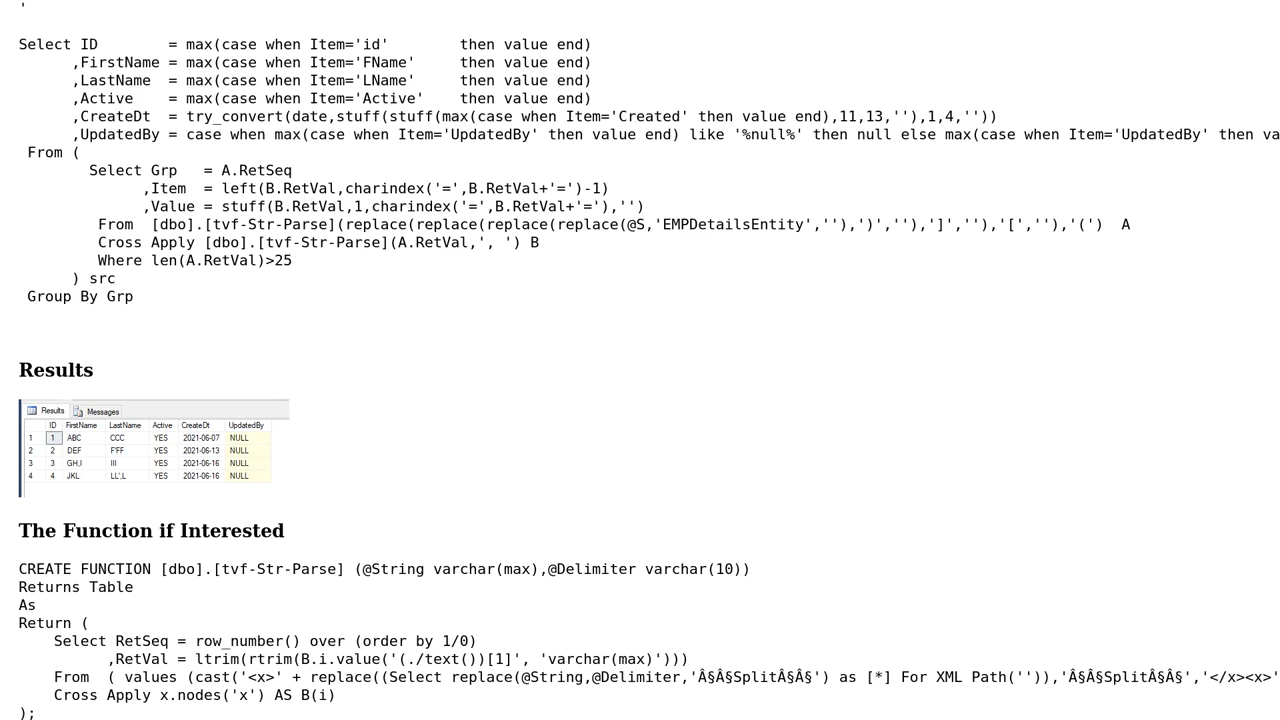 '
Select ID        = max(case when Item='id'        then value end)
      ,FirstName = max(case when Item='FName'     then value end)
      ,LastName  = max(case when Item='LName'     then value end)
      ,Active    = max(case when Item='Active'    then value end)
      ,CreateDt  = try_convert(date,stuff(stuff(max(case when Item='Created' then value end),11,13,''),1,4,''))
      ,UpdatedBy = case when max(case when Item='UpdatedBy' then value end) like '%null%' then null else max(case when Item='UpdatedBy' then va
 From (
        Select Grp   = A.RetSeq
              ,Item  = left(B.RetVal,charindex('=',B.RetVal+'=')-1)
              ,Value = stuff(B.RetVal,1,charindex('=',B.RetVal+'='),'')
         From  [dbo].[tvf-Str-Parse](replace(replace(replace(replace(@S,'EMPDetailsEntity',''),')',''),']',''),'[',''),'(')  A
         Cross Apply [dbo].[tvf-Str-Parse](A.RetVal,', ') B
         Where len(A.RetVal)>25
      ) src
 Group By Grp
Results
Results Messages
ID FirstName LastName Active CreateDt UpdatedBy
1 1 ABC CCC YES 2021-06-07 NULL
2 2 DEF F'FF YES 2021-06-13 NULL
3 3 GH,I III YES 2021-06-16 NULL
4 4 JKL LL',L YES 2021-06-16 NULL
The Function if Interested
CREATE FUNCTION [dbo].[tvf-Str-Parse] (@String varchar(max),@Delimiter varchar(10))
Returns Table
As
Return (
    Select RetSeq = row_number() over (order by 1/0)
          ,RetVal = ltrim(rtrim(B.i.value('(./text())[1]', 'varchar(max)')))
    From  ( values (cast('<x>' + replace((Select replace(@String,@Delimiter,'Â§Â§SplitÂ§Â§') as [*] For XML Path('')),'Â§Â§SplitÂ§Â§','</x><x>'
    Cross Apply x.nodes('x') AS B(i)
);